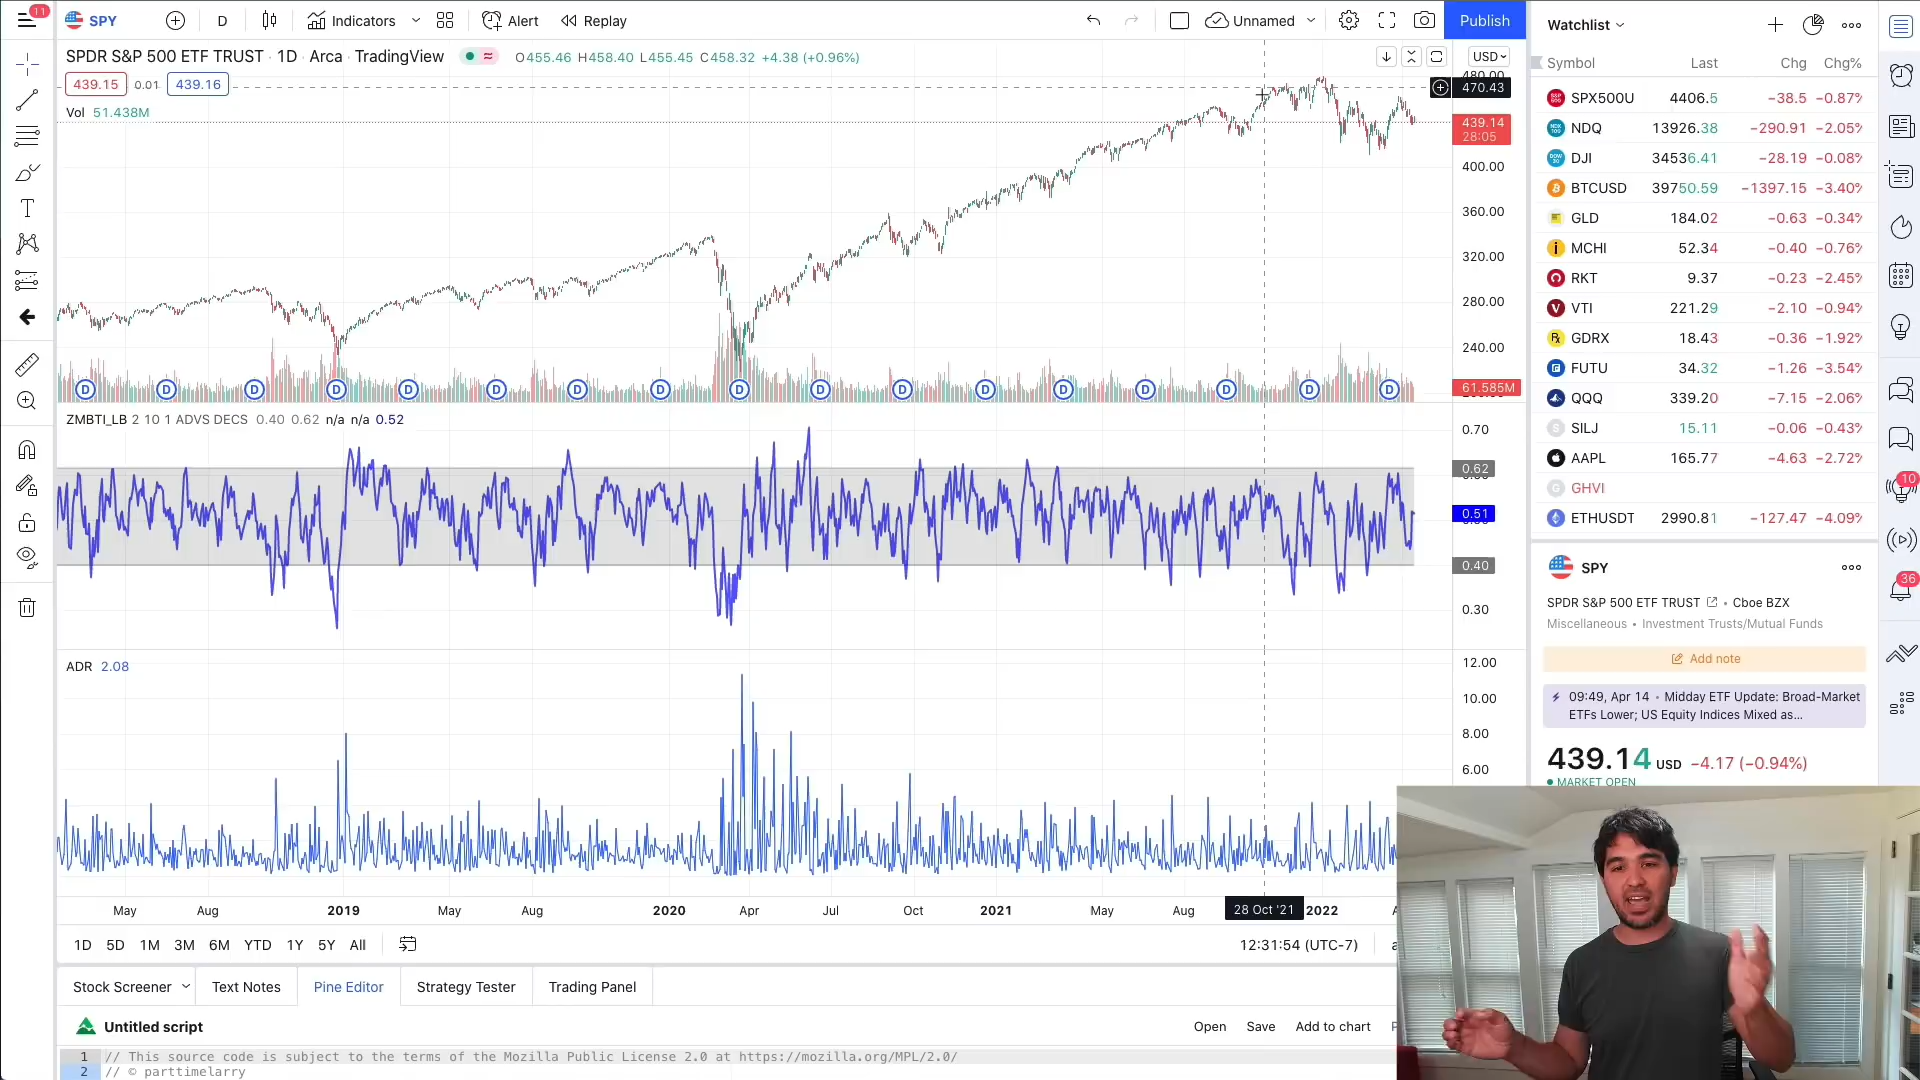 11
SPY
D
Indicators
Alert
Replay
Unnamed
Publish
SPDR S&P 500 ETF TRUST · 1D · Arca · TradingView
O455.46 H458.40 L455.45 C458.32 +4.38 (+0.96%)
USD
439.15 0.01 439.16
Vol 51.438M
480.00
470.43
439.14
28:05
400.00
360.00
320.00
280.00
240.00
61.585M
D D D D D D D D D D D D D D D D D
ZMBTI_LB 2 10 1 ADVS DECS 0.40 0.62 n/a n/a 0.52
0.70
0.62
0.60
0.51
0.40
0.30
ADR 2.08
12.00
10.00
8.00
6.00
May Aug 2019 May Aug 2020 Apr Jul Oct 2021 May Aug 28 Oct '21 2022
1D 5D 1M 3M 6M YTD 1Y 5Y All
12:31:54 (UTC-7)
Stock Screener Text Notes Pine Editor Strategy Tester Trading Panel
Untitled script
Open Save Add to chart
1 // This source code is subject to the terms of the Mozilla Public License 2.0 at https://mozilla.org/MPL/2.0/
2 // © parttimelarry
Watchlist
Symbol Last Chg Chg%
SPX500U 4406.5 −38.5 −0.87%
NDQ 13926.38 −290.91 −2.05%
DJI 34536.41 −28.19 −0.08%
BTCUSD 39750.59 −1397.15 −3.40%
GLD 184.02 −0.63 −0.34%
MCHI 52.34 −0.40 −0.76%
RKT 9.37 −0.23 −2.45%
VTI 221.29 −2.10 −0.94%
GDRX 18.43 −0.36 −1.92%
FUTU 34.32 −1.26 −3.54%
QQQ 339.20 −7.15 −2.06%
SILJ 15.11 −0.06 −0.43%
AAPL 165.77 −4.63 −2.72%
GHVI
ETHUSDT 2990.81 −127.47 −4.09%
SPY
SPDR S&P 500 ETF TRUST • Cboe BZX
Miscellaneous • Investment Trusts/Mutual Funds
Add note
09:49, Apr 14 • Midday ETF Update: Broad-Market
ETFs Lower; US Equity Indices Mixed as...
439.14 USD −4.17 (−0.94%)
MARKET OPEN
10
36